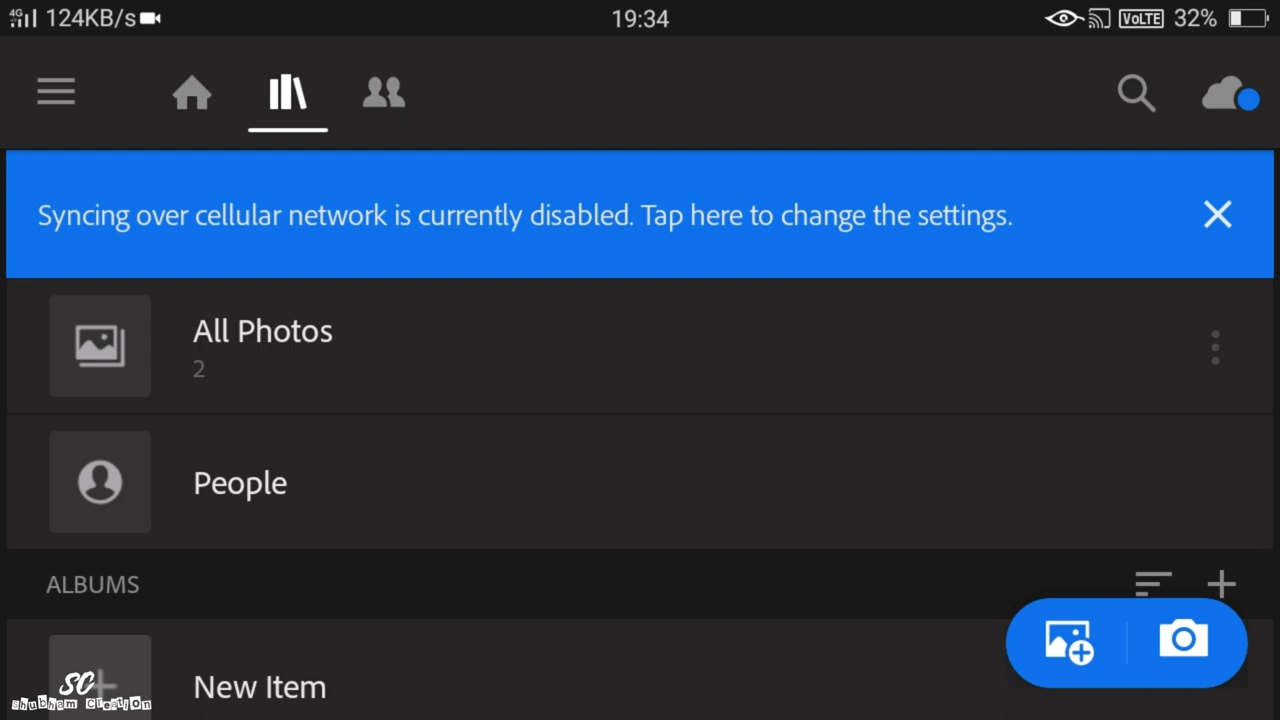 4G 124KB/s 19:34 VoLTE 32%
Syncing over cellular network is currently disabled. Tap here to change the settings.
All Photos
2
People
ALBUMS
New Item
SC
Shubham Creation